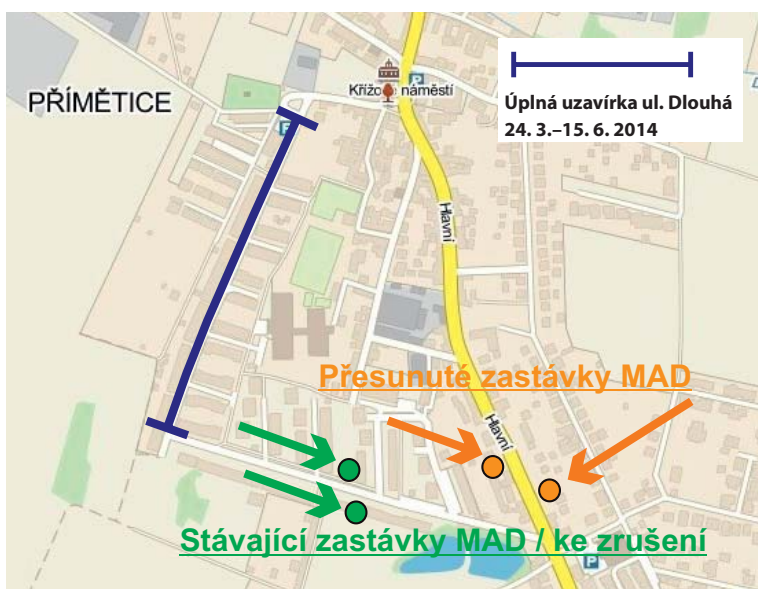 PŘÍMĚTICE
Křížo náměstí
P
P
Úplná uzavírka ul. Dlouhá
24. 3.–15. 6. 2014
Hlavní
Přesunuté zastávky MAD
Hlavní
Stávající zastávky MAD / ke zrušení
P